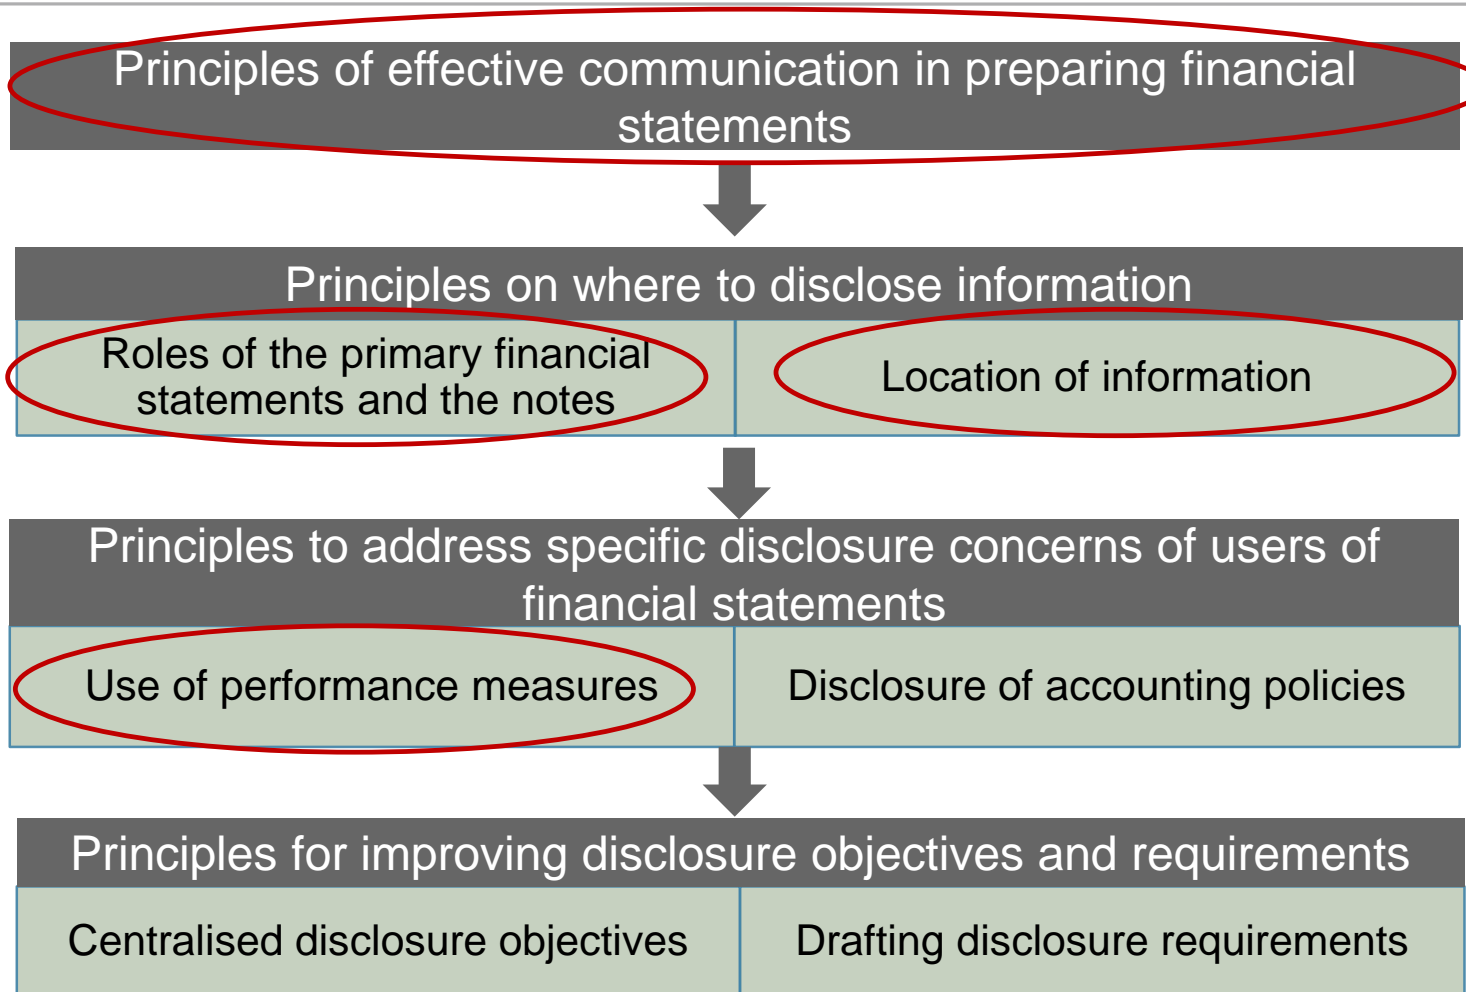 Principles of effective communication in preparing financial
statements
Principles on where to disclose information
Roles of the primary financial
statements and the notes
Location of information
Principles to address specific disclosure concerns of users of
financial statements
Use of performance measures
Disclosure of accounting policies
Principles for improving disclosure objectives and requirements
Centralised disclosure objectives
Drafting disclosure requirements